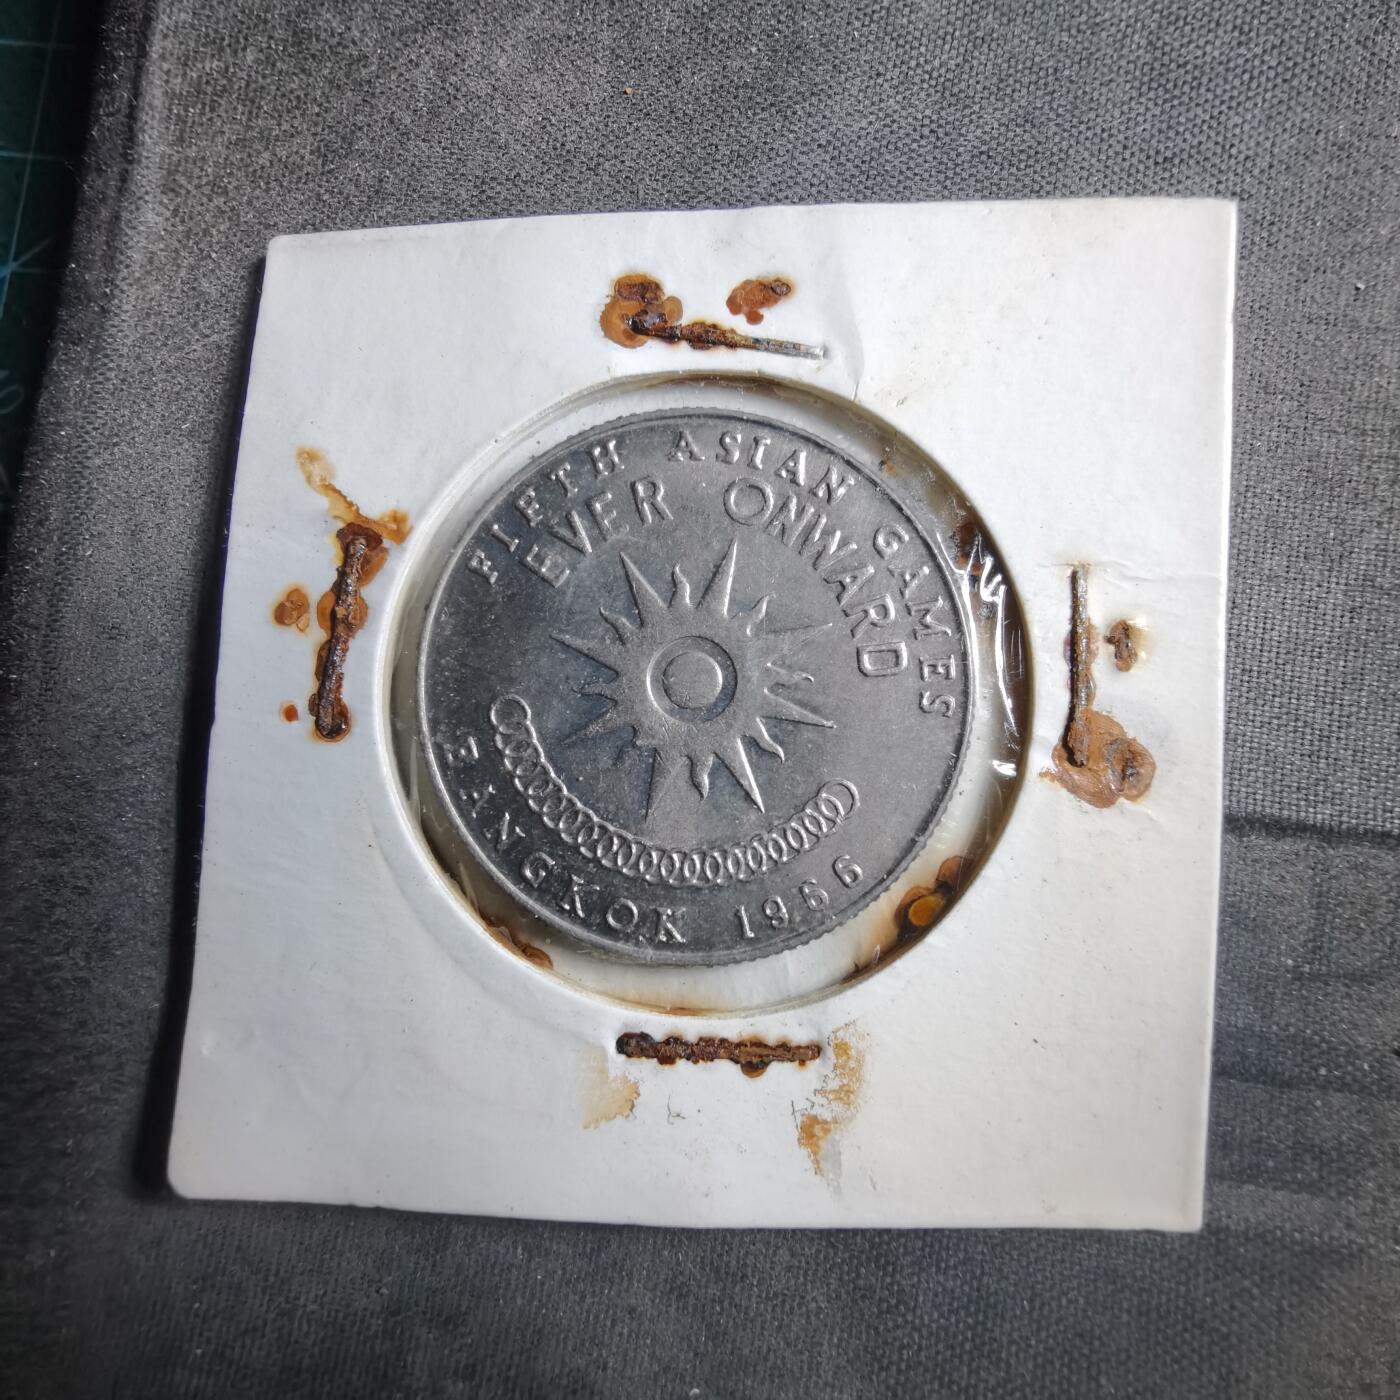 FIFTH ASIAN GAMES
EVER ONWARD
BANGKOK 1966